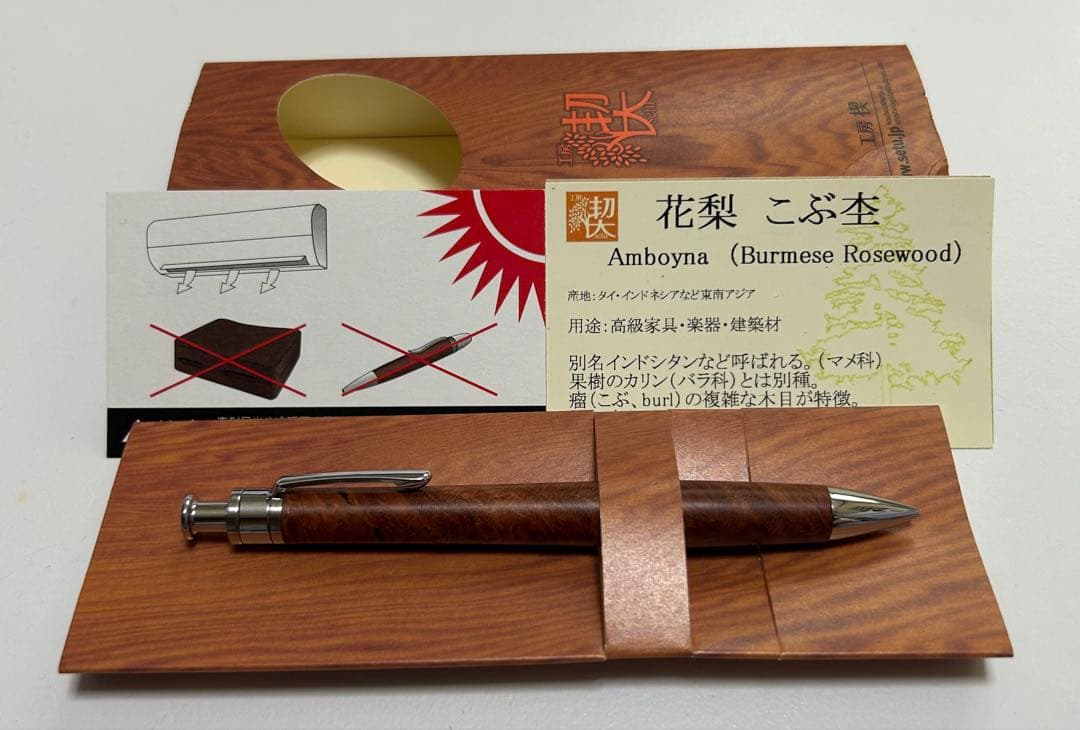 工房
楔
工房 楔
w.setu.jp
工房
楔
花梨 こぶ杢
Amboyna (Burmese Rosewood)
産地：タイ・インドネシアなど東南アジア
用途：高級家具・楽器・建築材
別名インドシタンなど呼ばれる。（マメ科）
果樹のカリン（バラ科）とは別種。
瘤（こぶ、burl）の複雑な木目が特徴。